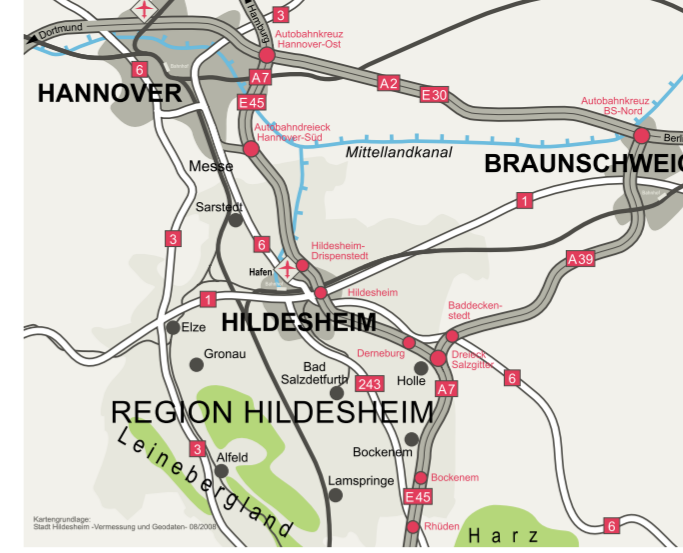 Dortmund
Hamburg
3
Autobahnkreuz
Hannover-Ost
6
Bahnhof
A7
A2
E30
E45
HANNOVER
Autobahnkreuz
BS-Nord
Autobahndreieck
Hannover-Süd
Berli
Mittellandkanal
Messe
BRAUNSCHWEIG
1
Sarstedt
3
6
Hildesheim-
Drispenstedt
A39
Hafen
Hildesheim
1
Baddecken-
stedt
Elze
HILDESHEIM
Gronau
Derneburg
Dreieck
Salzgitter
Bad
Salzdetfurth
243
Holle
6
A7
REGION HILDESHEIM
Leinebergland
3
Alfeld
Bockenem
Bockenem
Lamspringe
E45
Kartengrundlage:
Stadt Hildesheim -Vermessung und Geodaten- 08/2008
Rhüden
Harz
6